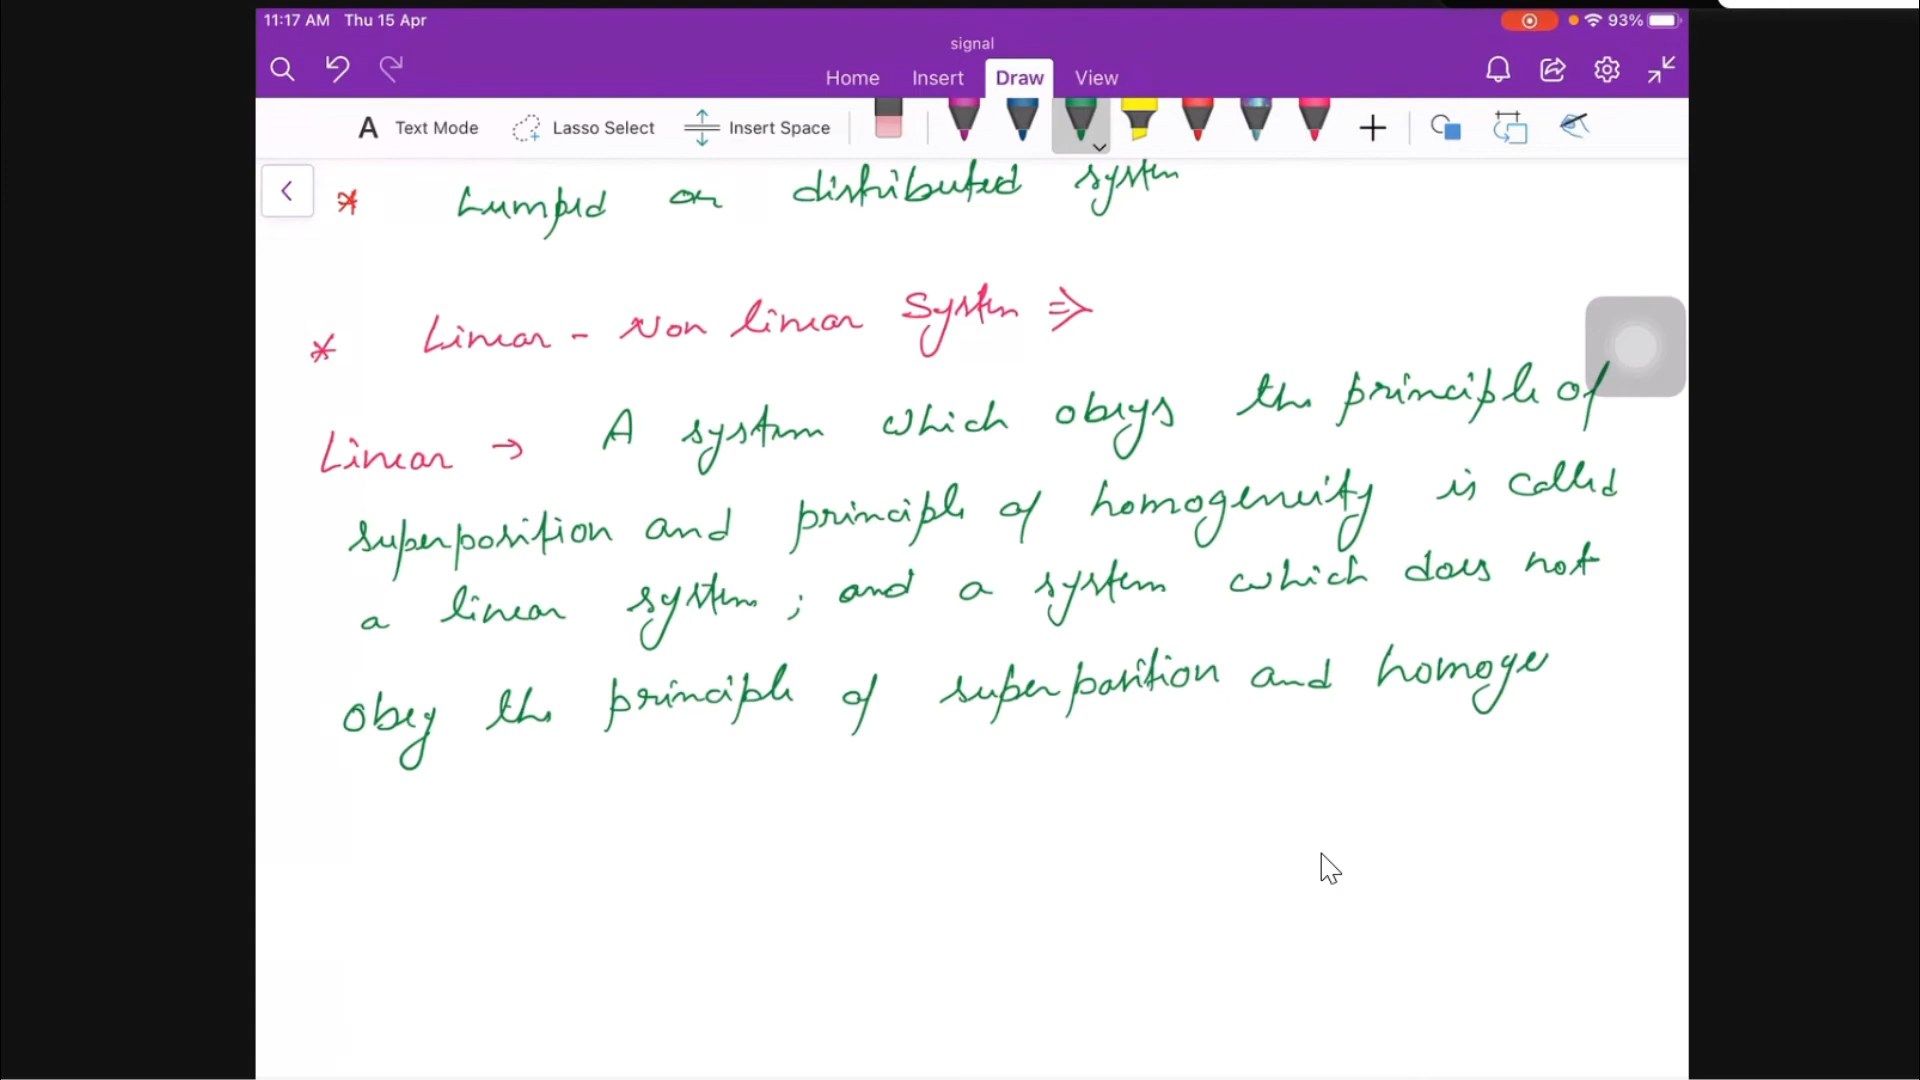 11:17 AM Thu 15 Apr 93%
signal
Home Insert Draw View
A Text Mode Lasso Select Insert Space
* Lumped or distributed system
* Linear - Non linear System ⇒
Linear → A system which obeys the principle of
superposition and principle of homogeneuity is called
a linear system; and a system which does not
obey the principle of superposition and homoge